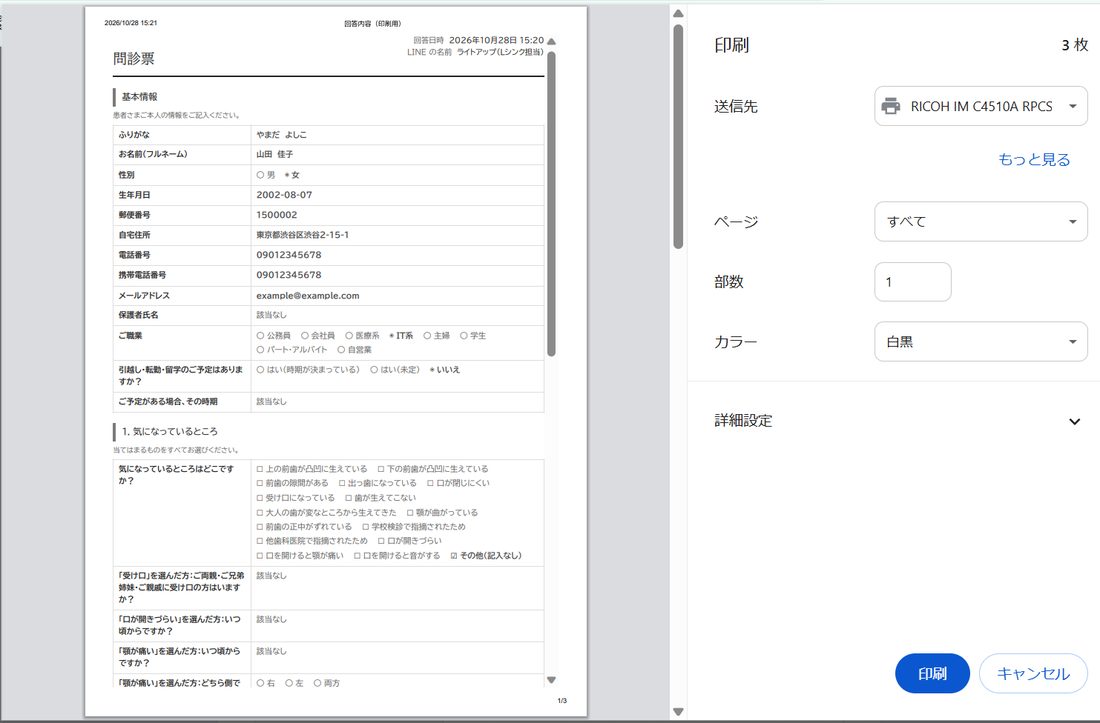 2026/10/28 15:21
回答内容（印刷用）
回答日時 2026年10月28日 15:20
LINE の名前 ライトアップ(Lシンク担当)
問診票
基本情報
患者さまご本人の情報をご記入ください。
ふりがな やまだ よしこ
お名前(フルネーム) 山田 佳子
性別 ○ 男 ● 女
生年月日 2002-08-07
郵便番号 1500002
自宅住所 東京都渋谷区渋谷2-15-1
電話番号 09012345678
携帯電話番号 09012345678
メールアドレス example@example.com
保護者氏名 該当なし
ご職業 ○ 公務員 ○ 会社員 ○ 医療系 ● IT系 ○ 主婦 ○ 学生
○ パート・アルバイト ○ 自営業
引越し・転勤・留学のご予定はありま ○ はい(時期が決まっている) ○ はい(未定) ● いいえ
すか？
ご予定がある場合、その時期 該当なし
1. 気になっているところ
当てはまるものをすべてお選びください。
気になっているところはどこです ☐ 上の前歯が凸凹に生えている ☐ 下の前歯が凸凹に生えている
か？ ☐ 前歯の隙間がある ☐ 出っ歯になっている ☐ 口が閉じにくい
☐ 受け口になっている ☐ 歯が生えてこない
☐ 大人の歯が変なところから生えてきた ☐ 顎が曲がっている
☐ 前歯の正中がずれている ☐ 学校検診で指摘されたため
☐ 他歯科医院で指摘されたため ☐ 口が開きづらい
☐ 口を開けると顎が痛い ☐ 口を開けると音がする ☑ その他(記入なし)
「受け口」を選んだ方：ご両親・ご兄弟 該当なし
姉妹・ご親戚に受け口の方はいます
か？
「口が開きづらい」を選んだ方：いつ 該当なし
頃からですか？
「顎が痛い」を選んだ方：いつ頃から 該当なし
ですか？
「顎が痛い」を選んだ方：どちら側で ○ 右 ○ 左 ○ 両方
1/3
印刷 3 枚
送信先 RICOH IM C4510A RPCS
もっと見る
ページ すべて
部数 1
カラー 白黒
詳細設定
印刷 キャンセル